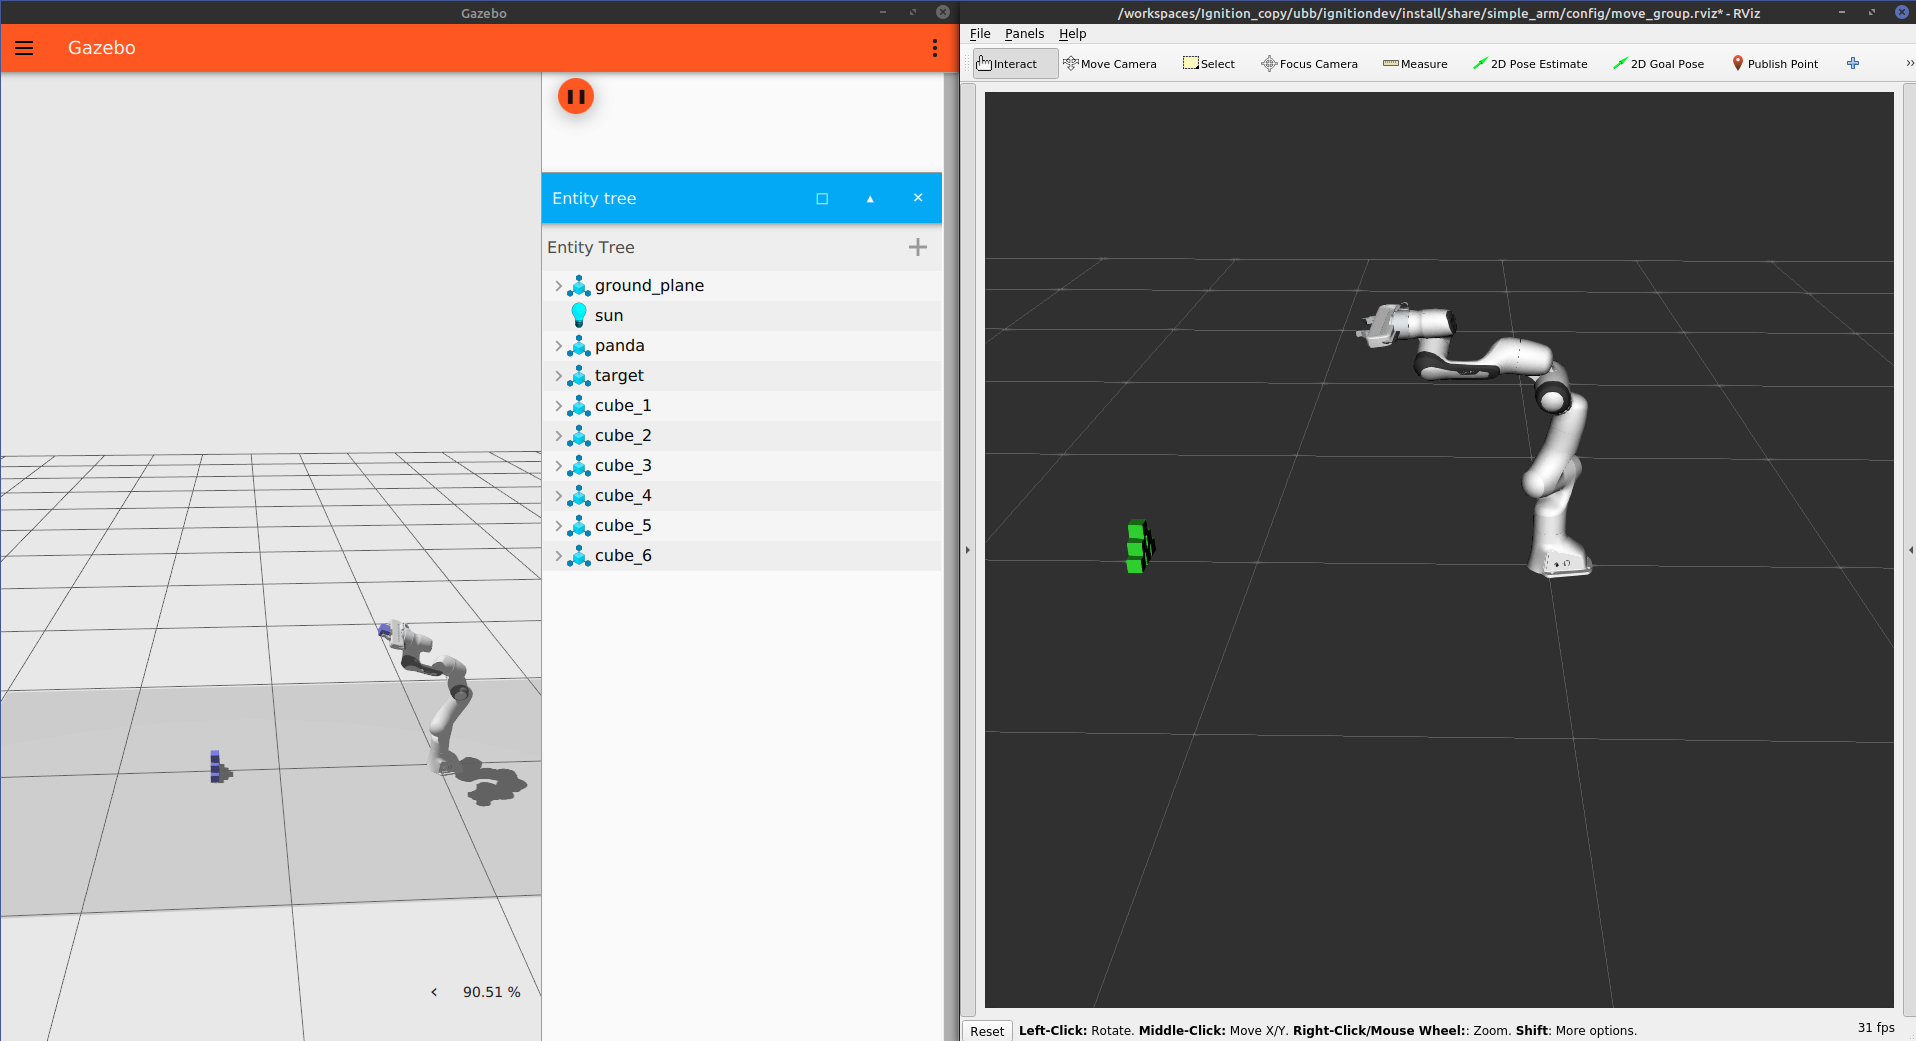 Gazebo
Gazebo
Entity tree
Entity Tree
ground_plane
sun
panda
target
cube_1
cube_2
cube_3
cube_4
cube_5
cube_6
90.51 %
/workspaces/Ignition_copy/ubb/ignitiondev/install/share/simple_arm/config/move_group.rviz* - RViz
File Panels Help
Interact Move Camera Select Focus Camera Measure 2D Pose Estimate 2D Goal Pose Publish Point
Reset Left-Click: Rotate. Middle-Click: Move X/Y. Right-Click/Mouse Wheel:: Zoom. Shift: More options. 31 fps